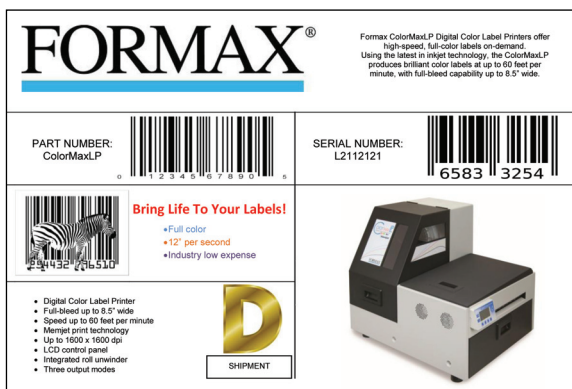 FORMAX®
Formax ColorMaxLP Digital Color Label Printers offer
high-speed, full-color labels on-demand.
Using the latest in inkjet technology, the ColorMaxLP
produces brilliant color labels at up to 60 feet per
minute, with full-bleed capability up to 8.5" wide.
PART NUMBER:
ColorMaxLP
0 12345 67890 5
SERIAL NUMBER:
L2112121
6583 3254
Bring Life To Your Labels!
•Full color
•12" per second
•Industry low expense
294432 796510
• Digital Color Label Printer
• Full-bleed up to 8.5" wide
• Speed up to 60 feet per minute
• Memjet print technology
• Up to 1600 x 1600 dpi
• LCD control panel
• Integrated roll unwinder
• Three output modes
D
SHIPMENT